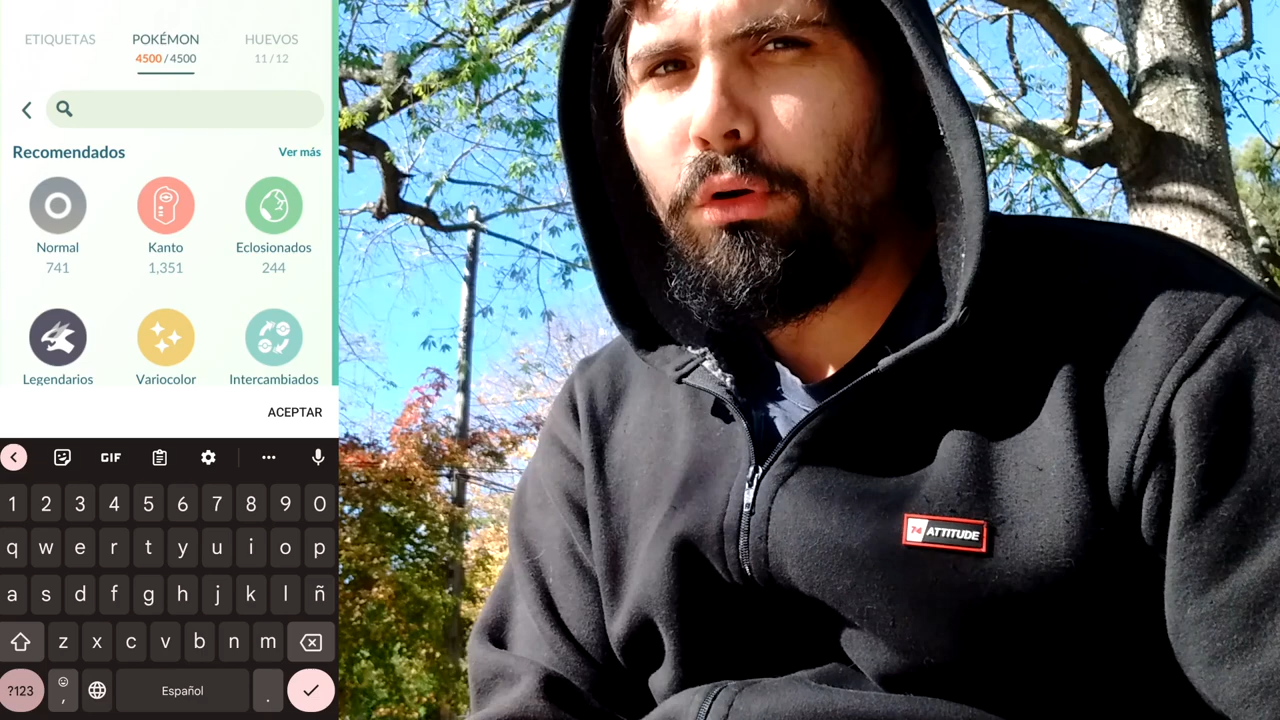 ETIQUETAS
POKÉMON
HUEVOS
4500 / 4500
11 / 12
Recomendados
Ver más
Normal
Kanto
Eclosionados
741
1,351
244
Legendarios
Variocolor
Intercambiados
ACEPTAR
GIF
1 2 3 4 5 6 7 8 9 0
q w e r t y u i o p
a s d f g h j k l ñ
z x c v b n m
?123
,
Español
.
74 ATTITUDE